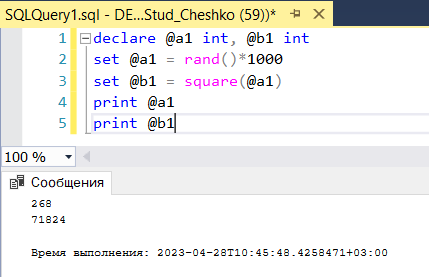 SQLQuery1.sql - DE...Stud_Cheshko (59))*
1 declare @a1 int, @b1 int
2 set @a1 = rand()*1000
3 set @b1 = square(@a1)
4 print @a1
5 print @b1
100 %
Сообщения
268
71824
Время выполнения: 2023-04-28T10:45:48.4258471+03:00